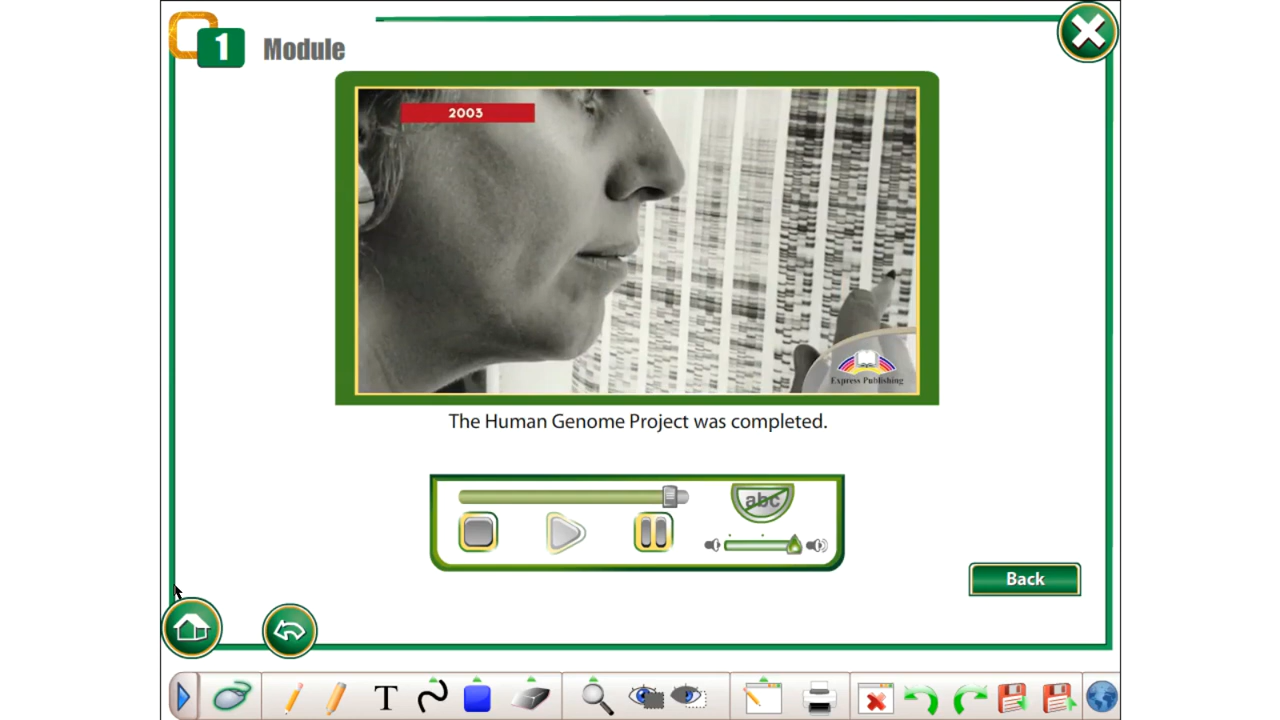 1 Module
2003
Express Publishing
The Human Genome Project was completed.
abc
Back
T